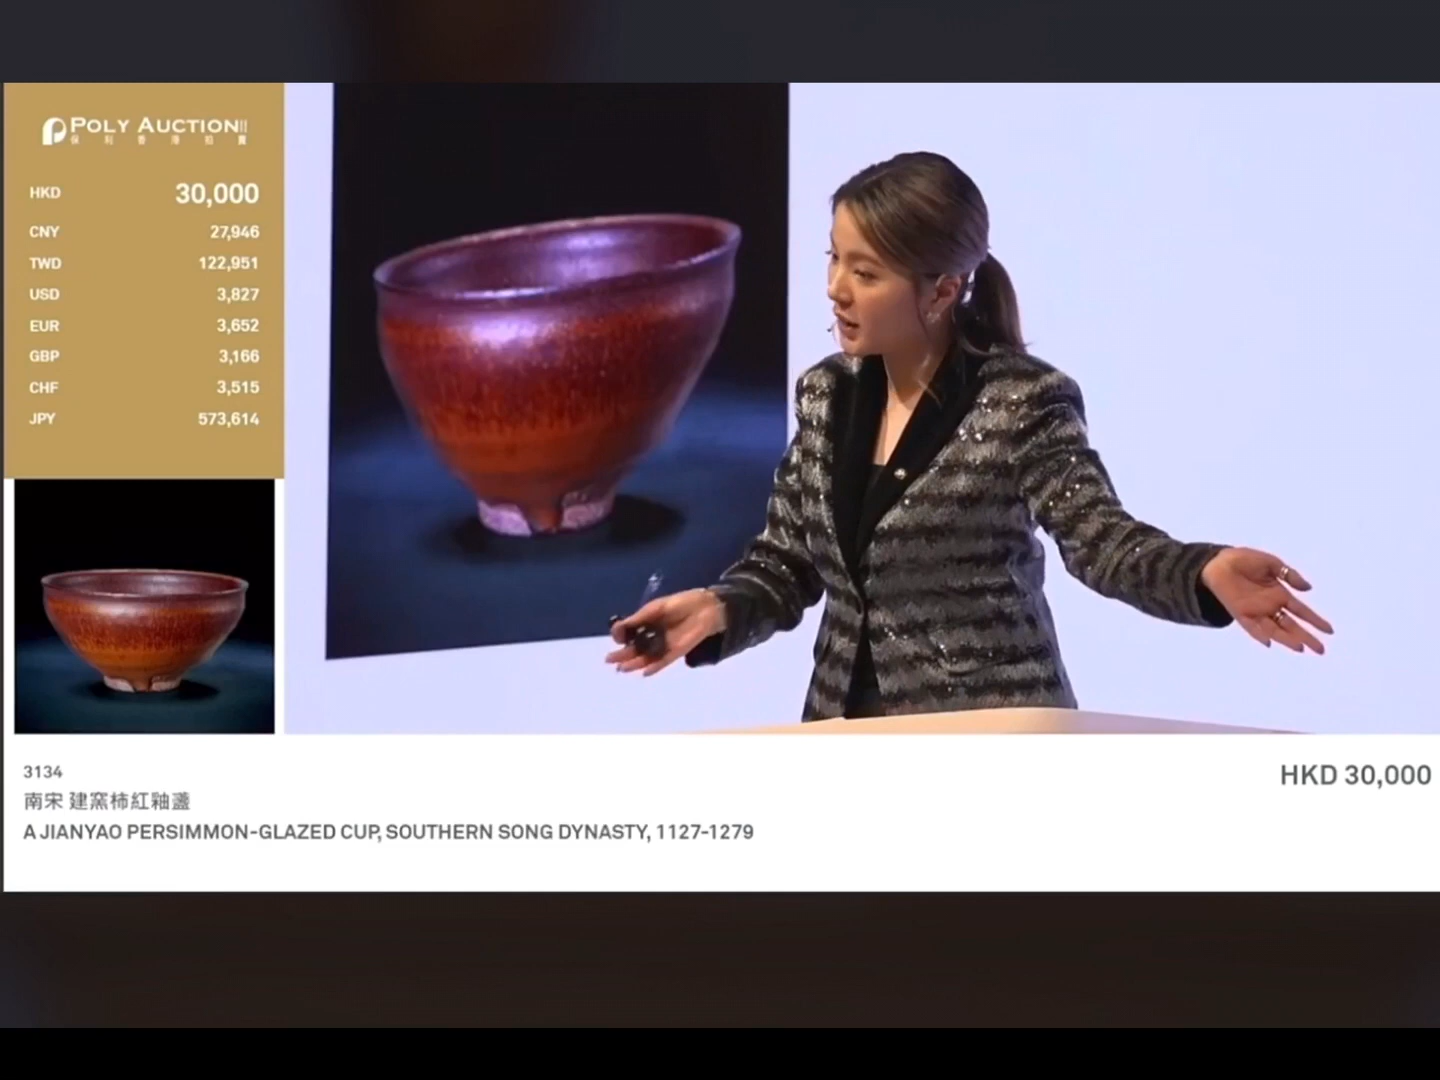 POLY AUCTION
保利香港拍賣
HKD 30,000
CNY 27,946
TWD 122,951
USD 3,827
EUR 3,652
GBP 3,166
CHF 3,515
JPY 573,614
3134
HKD 30,000
南宋 建窯柿紅釉盞
A JIANYAO PERSIMMON-GLAZED CUP, SOUTHERN SONG DYNASTY, 1127-1279